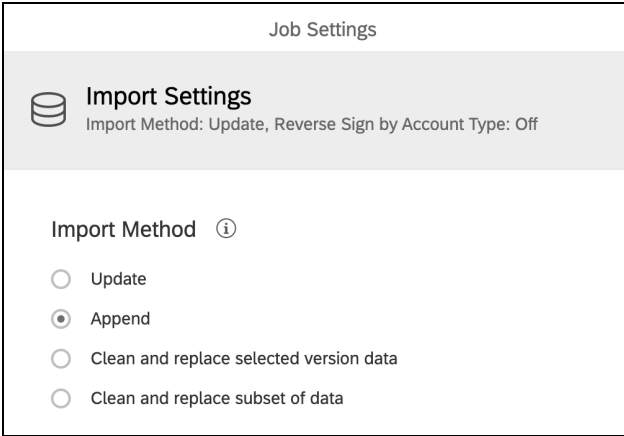 Job Settings
Import Settings
Import Method: Update, Reverse Sign by Account Type: Off
Import Method
Update
Append
Clean and replace selected version data
Clean and replace subset of data